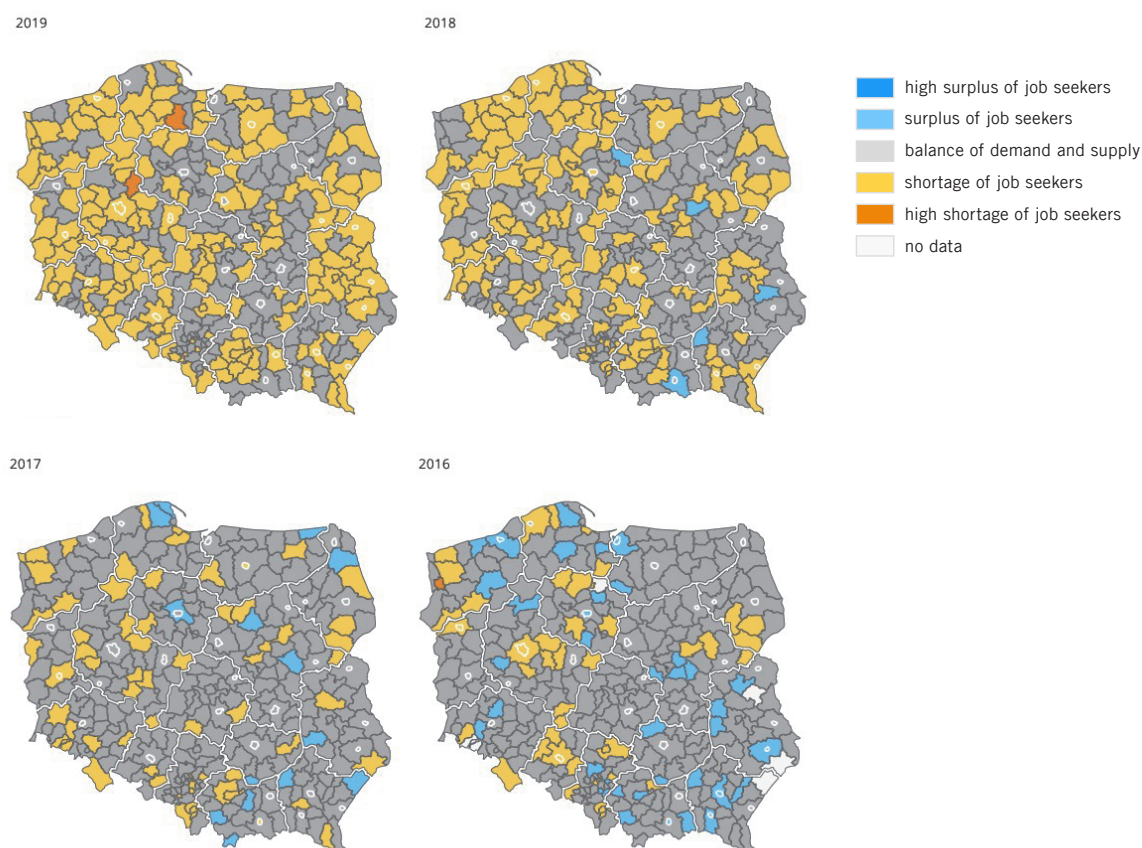 2019
2018
high surplus of job seekers
surplus of job seekers
balance of demand and supply
shortage of job seekers
high shortage of job seekers
no data
2017
2016